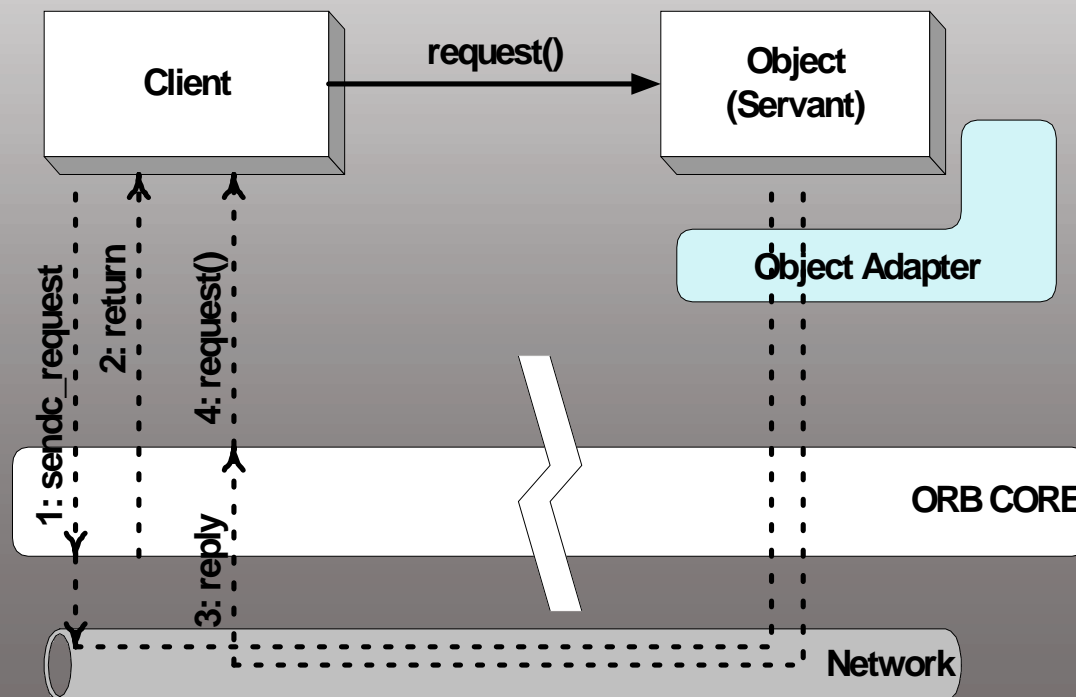 Client
request()
Object
(Servant)
Object Adapter
1: sendc_request
2: return
4: request()
ORB CORE
3: reply
Network